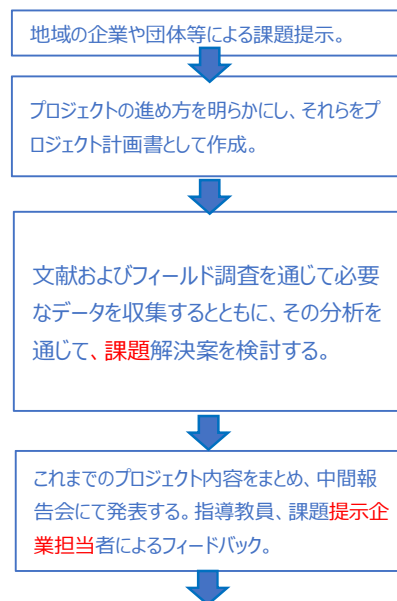 地域の企業や団体等による課題提示。
プロジェクトの進め方を明らかにし、それらをプ
ロジェクト計画書として作成。
文献およびフィールド調査を通じて必要
なデータを収集するとともに、その分析を
通じて、課題解決案を検討する。
これまでのプロジェクト内容をまとめ、中間報
告会にて発表する。指導教員、課題提示企
業担当者によるフィードバック。